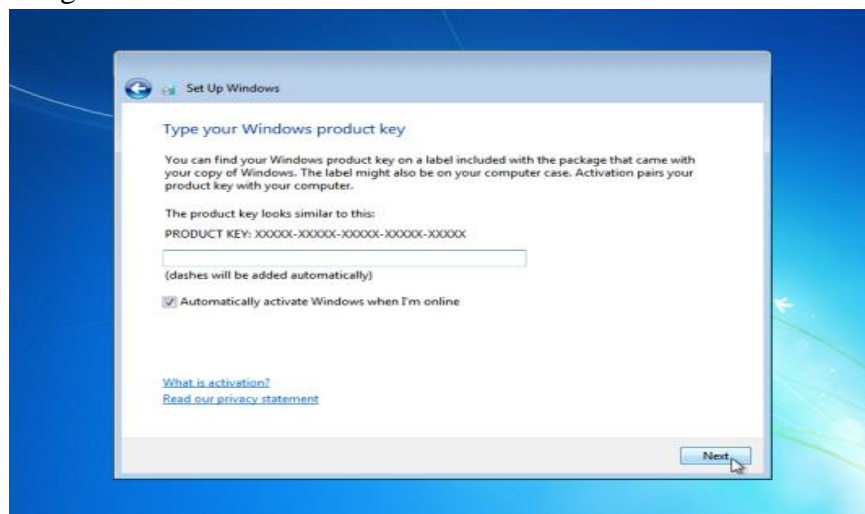 Set Up Windows
Type your Windows product key
You can find your Windows product key on a label included with the package that came with
your copy of Windows. The label might also be on your computer case. Activation pairs your
product key with your computer.
The product key looks similar to this:
PRODUCT KEY: XXXXX-XXXXX-XXXXX-XXXXX-XXXXX
(dashes will be added automatically)
Automatically activate Windows when I'm online
What is activation?
Read our privacy statement
Next